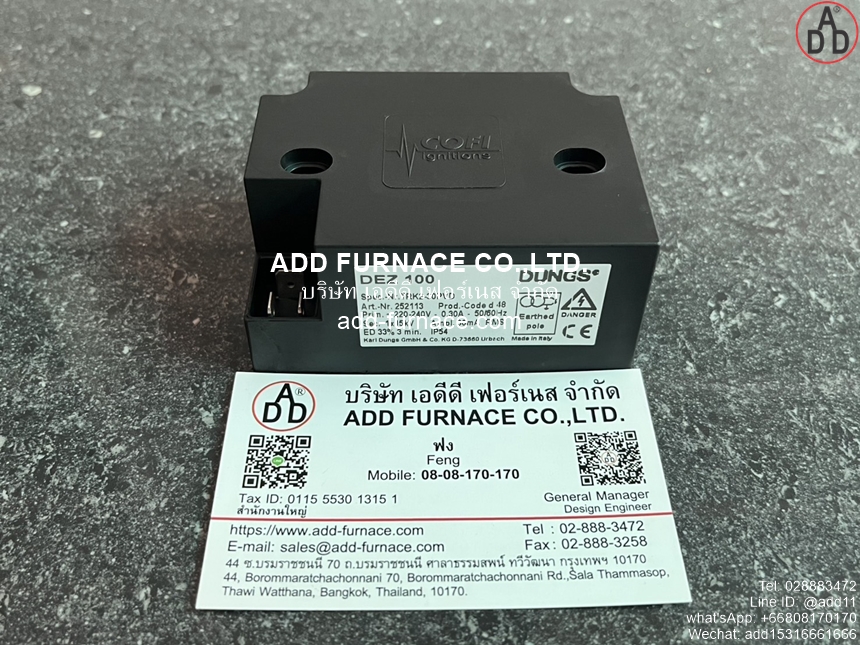 ADD
®
COFI
ignitions
ADD FURNACE CO.,LTD.
บริษัท เอดีดี เฟอร์เนส จำกัด
add-furnace.com
DEZ 100
DUNGS®
Art.-Nr. 252113 Prod.-Code d 48
Prim. 220-240V - 0.30A - 50/60Hz
ED 33% 3 min. IP54
Karl Dungs GmbH & Co. KG D-73660 Urbach
Earthed
pole
DANGER
CE
Made in Italy
ADD
®
บริษัท เอดีดี เฟอร์เนส จำกัด
ADD FURNACE CO.,LTD.
ฟง
Feng
Mobile: 08-08-170-170
Tax ID: 0115 5530 1315 1
สำนักงานใหญ่
General Manager
Design Engineer
https://www.add-furnace.com
E-mail: sales@add-furnace.com
Tel : 02-888-3472
Fax : 02-888-3258
44 ซ.บรมราชชนนี 70 ถ.บรมราชชนนี ศาลาธรรมสพน์ ทวีวัฒนา กรุงเทพฯ 10170
44, Borommaratchachonnani 70, Borommaratchachonnani Rd.,Sala Thammasop,
Thawi Watthana, Bangkok, Thailand, 10170.
Tel: 028883472
Line ID: @add11
what'sApp: +66808170170
Wechat: add15316661666